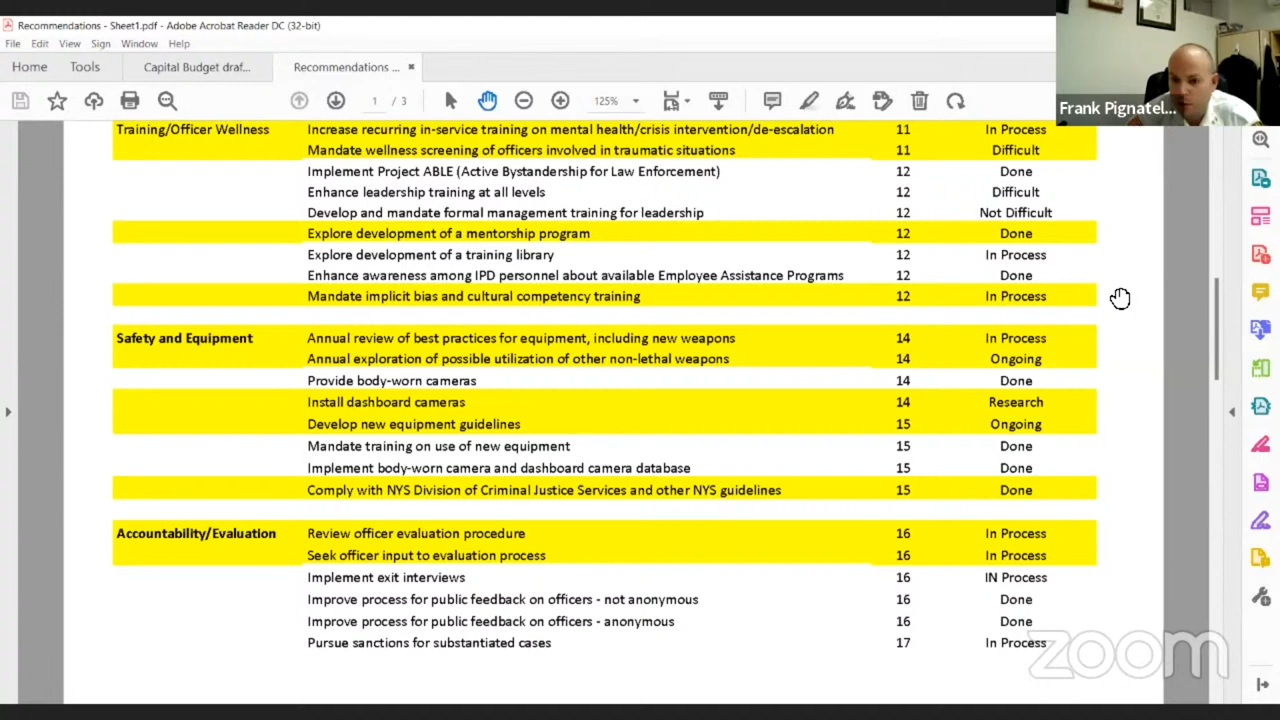 Recommendations - Sheet1.pdf - Adobe Acrobat Reader DC (32-bit)
File Edit View Sign Window Help
Home Tools Capital Budget draf... Recommendations ...
1 / 3 125%
Frank Pignatel...
Training/Officer Wellness Increase recurring in-service training on mental health/crisis intervention/de-escalation 11 In Process
Mandate wellness screening of officers involved in traumatic situations 11 Difficult
Implement Project ABLE (Active Bystandership for Law Enforcement) 12 Done
Enhance leadership training at all levels 12 Difficult
Develop and mandate formal management training for leadership 12 Not Difficult
Explore development of a mentorship program 12 Done
Explore development of a training library 12 In Process
Enhance awareness among IPD personnel about available Employee Assistance Programs 12 Done
Mandate implicit bias and cultural competency training 12 In Process
Safety and Equipment Annual review of best practices for equipment, including new weapons 14 In Process
Annual exploration of possible utilization of other non-lethal weapons 14 Ongoing
Provide body-worn cameras 14 Done
Install dashboard cameras 14 Research
Develop new equipment guidelines 15 Ongoing
Mandate training on use of new equipment 15 Done
Implement body-worn camera and dashboard camera database 15 Done
Comply with NYS Division of Criminal Justice Services and other NYS guidelines 15 Done
Accountability/Evaluation Review officer evaluation procedure 16 In Process
Seek officer input to evaluation process 16 In Process
Implement exit interviews 16 IN Process
Improve process for public feedback on officers - not anonymous 16 Done
Improve process for public feedback on officers - anonymous 16 Done
Pursue sanctions for substantiated cases 17 In Process
zoom